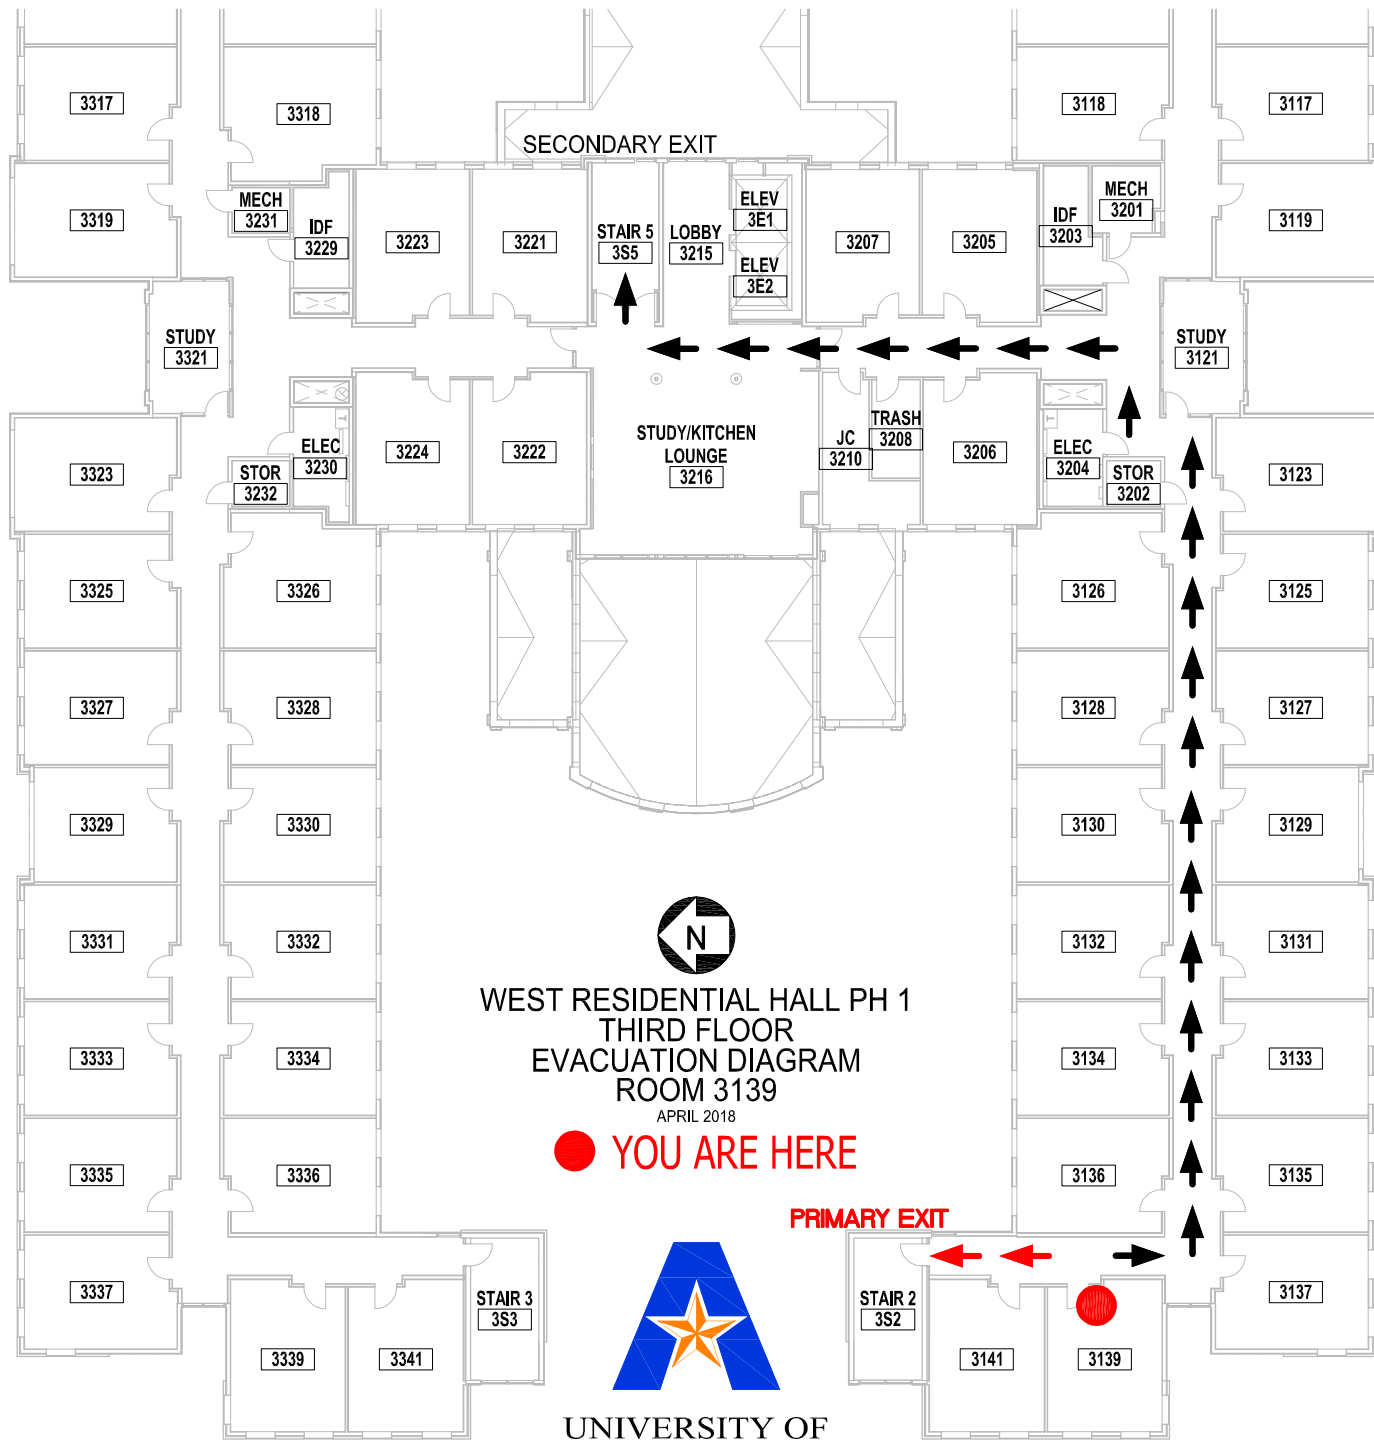 3317
3318
3118
3117
SECONDARY EXIT
MECH
3231
IDF
3229
3319
3223
3221
STAIR 5
3S5
LOBBY
3215
ELEV
3E1
ELEV
3E2
3207
3205
IDF
3203
MECH
3201
3119
STUDY
3321
STUDY
3121
3323
STOR
3232
ELEC
3230
3224
3222
STUDY/KITCHEN
LOUNGE
3216
JC
3210
TRASH
3208
3206
ELEC
3204
STOR
3202
3123
3325
3326
3126
3125
3327
3328
3128
3127
3329
3330
3130
3129
3331
3332
3132
3131
N
WEST RESIDENTIAL HALL PH 1
THIRD FLOOR
EVACUATION DIAGRAM
ROOM 3139
APRIL 2018
YOU ARE HERE
3333
3334
3134
3133
3335
3336
3136
3135
PRIMARY EXIT
3337
STAIR 3
3S3
STAIR 2
3S2
3137
3339
3341
3141
3139
UNIVERSITY OF